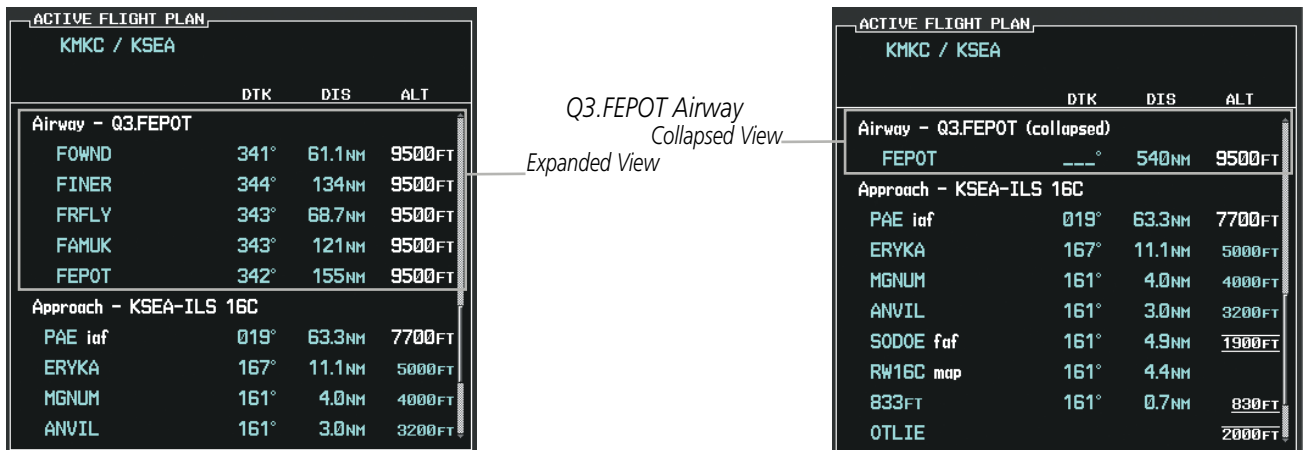 ACTIVE FLIGHT PLAN
KMKC / KSEA
DTK DIS ALT
Airway – Q3.FEPOT
FOWND 341° 61.1NM 9500FT
FINER 344° 134NM 9500FT
FRFLY 343° 68.7NM 9500FT
FAMUK 343° 121NM 9500FT
FEPOT 342° 155NM 9500FT
Approach – KSEA-ILS 16C
PAE iaf 019° 63.3NM 7700FT
ERYKA 167° 11.1NM 5000FT
MGNUM 161° 4.0NM 4000FT
ANVIL 161° 3.0NM 3200FT
Q3.FEPOT Airway
Collapsed View
Expanded View
ACTIVE FLIGHT PLAN
KMKC / KSEA
DTK DIS ALT
Airway – Q3.FEPOT (collapsed)
FEPOT ___° 540NM 9500FT
Approach – KSEA-ILS 16C
PAE iaf 019° 63.3NM 7700FT
ERYKA 167° 11.1NM 5000FT
MGNUM 161° 4.0NM 4000FT
ANVIL 161° 3.0NM 3200FT
SODOE faf 161° 4.9NM 1900FT
RW16C map 161° 4.4NM
833FT 161° 0.7NM 830FT
OTLIE 2000FT